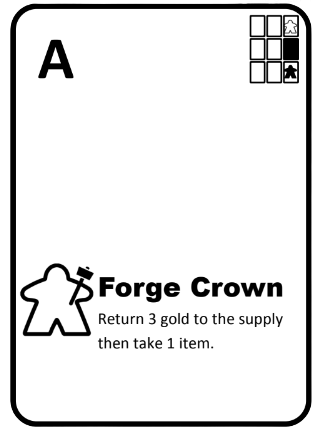 A
Forge Crown
Return 3 gold to the supply
then take 1 item.